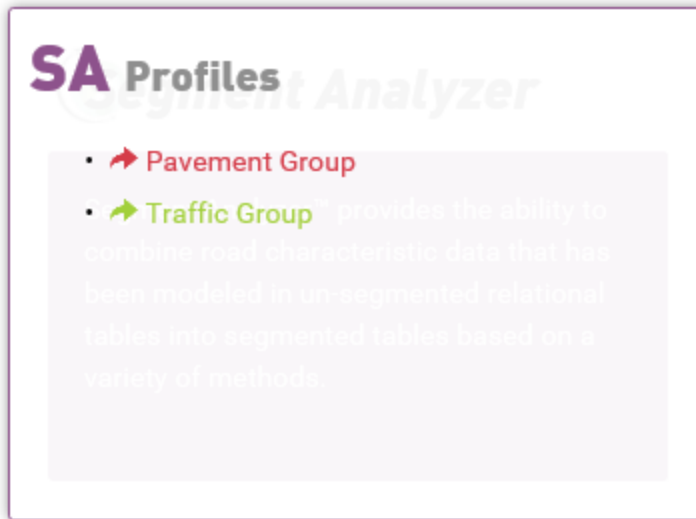 SA Profiles
Segment Analyzer
• Pavement Group
• Traffic Group
provides the ability to
combine road characteristic data that has
been modeled in un-segmented relational
tables into segmented tables based on a
variety of methods.